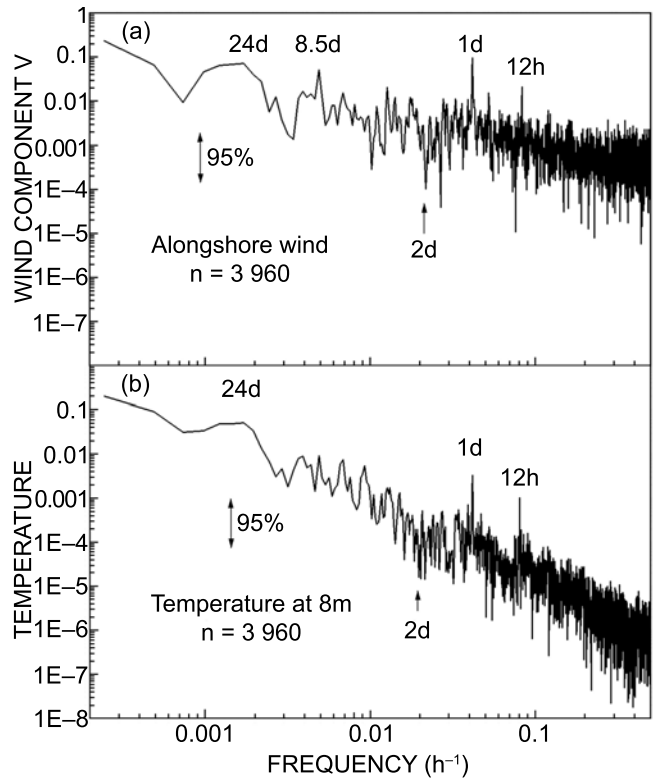 (a)
24d
8.5d
1d
12h
95%
2d
Alongshore wind
n = 3 960
WIND COMPONENT V
1
0.1
0.01
0.001
1E–4
1E–5
1E–6
1E–7
(b)
24d
1d
12h
95%
2d
Temperature at 8m
n = 3 960
TEMPERATURE
0.1
0.01
0.001
1E–4
1E–5
1E–6
1E–7
1E–8
0.001
0.01
0.1
FREQUENCY (h⁻¹)